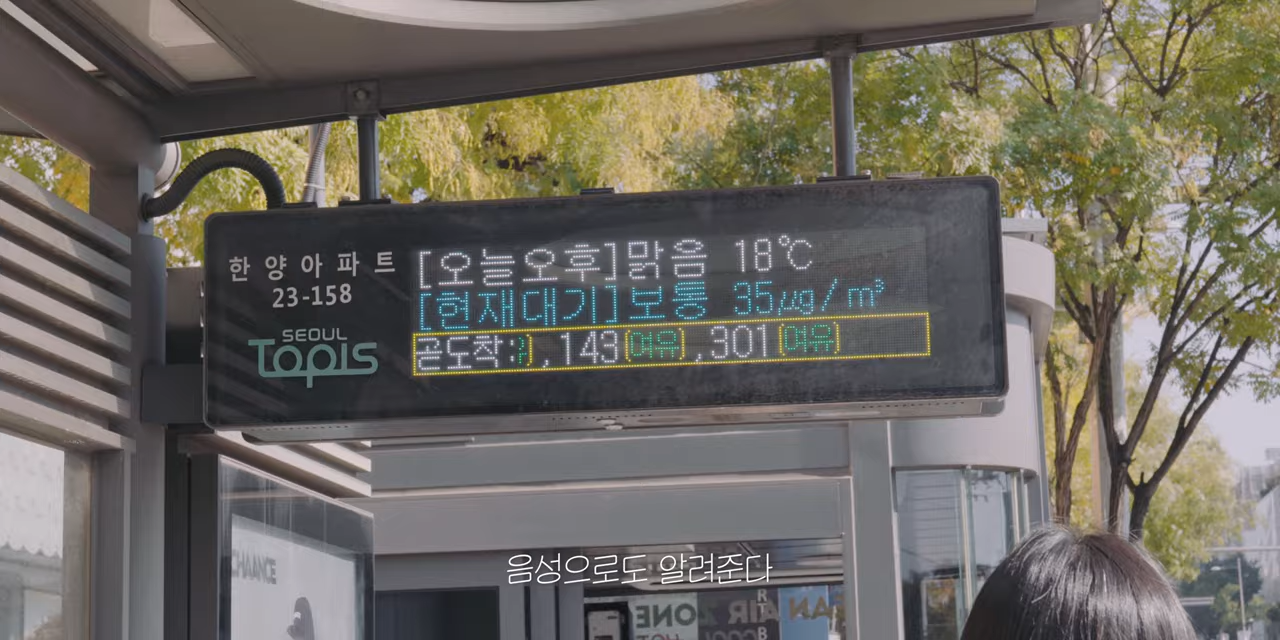 한양아파트
23-158
SEOUL
Topis
[오늘오후]맑음 18℃
[현재대기]보통 35㎍/㎥
곧도착:),143(여유),301(여유)
음성으로도 알려준다
AIR ZONE